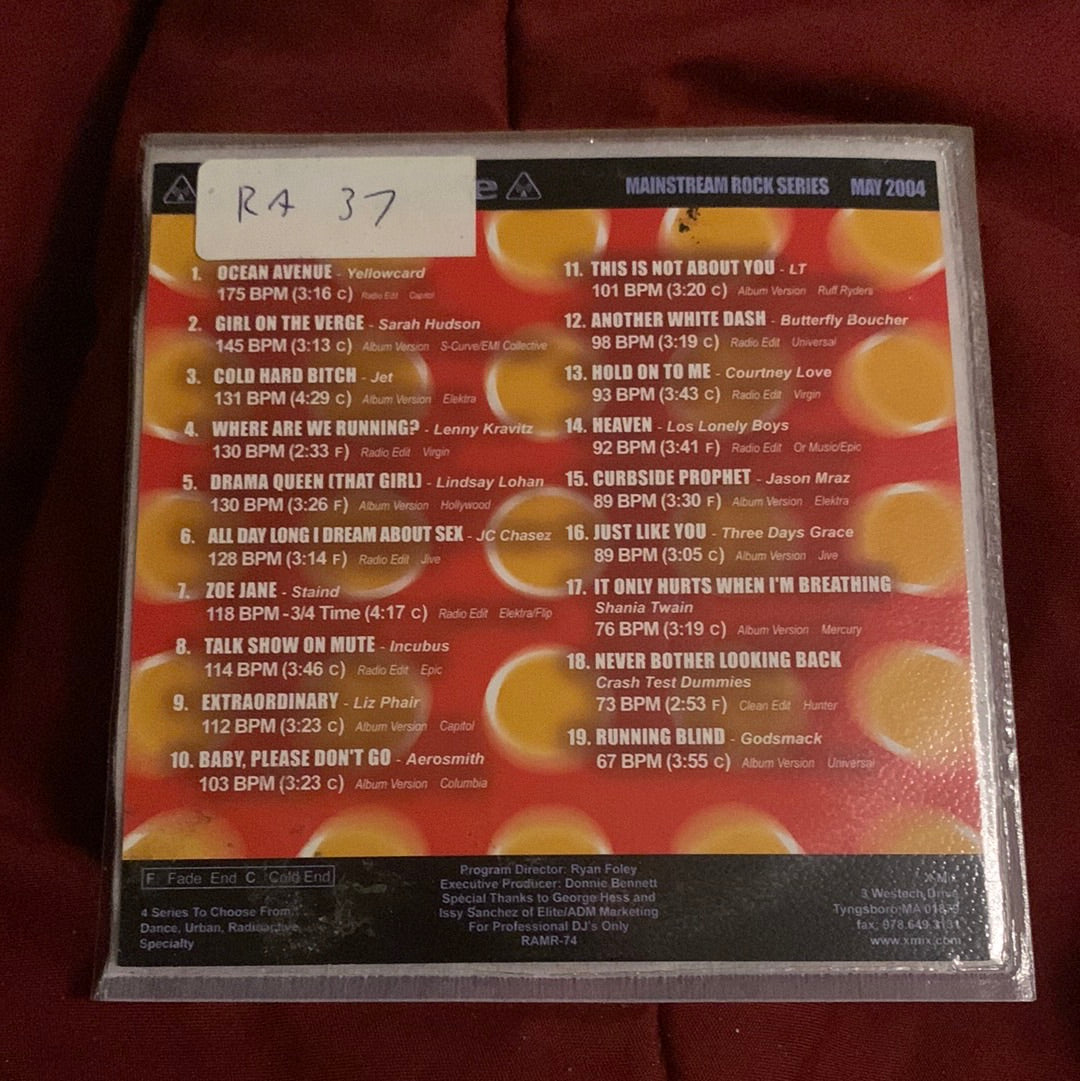 RA 37
e
MAINSTREAM ROCK SERIES MAY 2004
1. OCEAN AVENUE - Yellowcard
175 BPM (3:16 C) Radio Edit Capitol
2. GIRL ON THE VERGE - Sarah Hudson
145 BPM (3:13 C) Album Version S-Curve/EMI Collective
3. COLD HARD BITCH - Jet
131 BPM (4:29 C) Album Version Elektra
4. WHERE ARE WE RUNNING? - Lenny Kravitz
130 BPM (2:33 F) Radio Edit Virgin
5. DRAMA QUEEN (THAT GIRL) - Lindsay Lohan
130 BPM (3:26 F) Album Version Hollywood
6. ALL DAY LONG I DREAM ABOUT SEX - JC Chasez
128 BPM (3:14 F) Radio Edit Jive
7. ZOE JANE - Staind
118 BPM - 3/4 Time (4:17 C) Radio Edit Elektra/Flip
8. TALK SHOW ON MUTE - Incubus
114 BPM (3:46 C) Radio Edit Epic
9. EXTRAORDINARY - Liz Phair
112 BPM (3:23 C) Album Version Capitol
10. BABY, PLEASE DON'T GO - Aerosmith
103 BPM (3:23 C) Album Version Columbia
11. THIS IS NOT ABOUT YOU - LT
101 BPM (3:20 C) Album Version Ruff Ryders
12. ANOTHER WHITE DASH - Butterfly Boucher
98 BPM (3:19 C) Radio Edit Universal
13. HOLD ON TO ME - Courtney Love
93 BPM (3:43 C) Radio Edit Virgin
14. HEAVEN - Los Lonely Boys
92 BPM (3:41 F) Radio Edit Or Music/Epic
15. CURBSIDE PROPHET - Jason Mraz
89 BPM (3:30 F) Album Version Elektra
16. JUST LIKE YOU - Three Days Grace
89 BPM (3:05 C) Album Version Jive
17. IT ONLY HURTS WHEN I'M BREATHING
Shania Twain
76 BPM (3:19 C) Album Version Mercury
18. NEVER BOTHER LOOKING BACK
Crash Test Dummies
73 BPM (2:53 F) Clean Edit Hunter
19. RUNNING BLIND - Godsmack
67 BPM (3:55 C) Album Version Universal
F Fade End C Cold End
4 Series To Choose From...
Dance, Urban, Radioactive,
Specialty
Program Director: Ryan Foley
Executive Producer: Donnie Bennett
Special Thanks to George Hess and
Issy Sanchez of Elite/ADM Marketing
For Professional DJ's Only
RAMR-74
X-Mix
3 Westech Drive
Tyngsboro MA 01879
fax: 978.649.3131
www.xmix.com